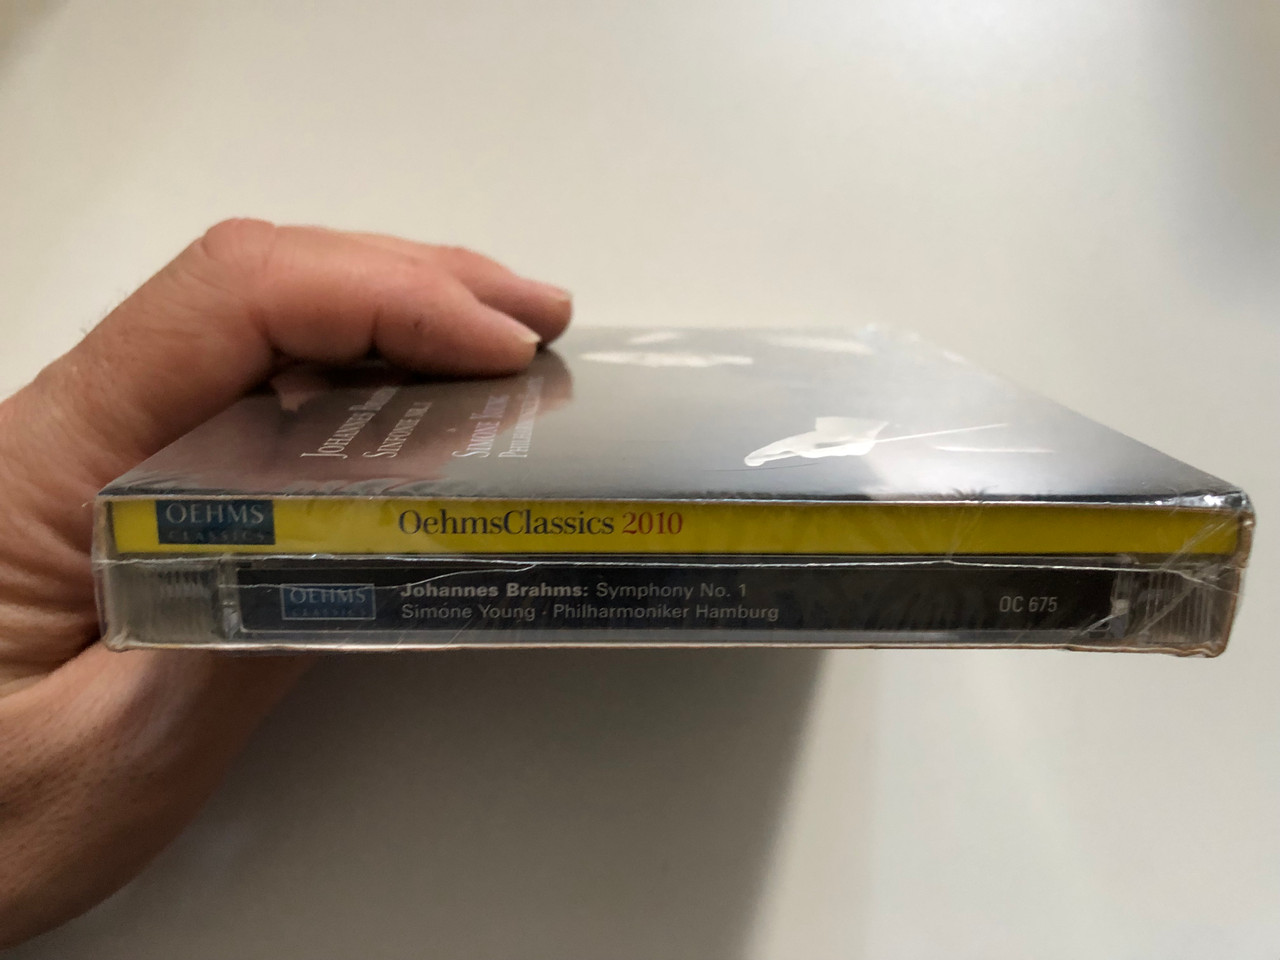 JOHANNES
SINFONIE NR.1
SIMONE YOUNG
OEHMS
CLASSICS
OehmsClassics 2010
OEHMS
CLASSICS
Johannes Brahms: Symphony No. 1
Simone Young · Philharmoniker Hamburg
OC 675